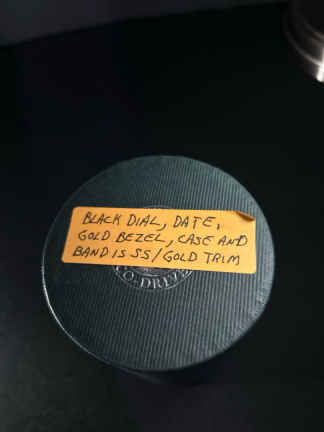 BLACK DIAL, DATE,
GOLD BEZEL, CASE AND
BAND IS SS/GOLD TRIM